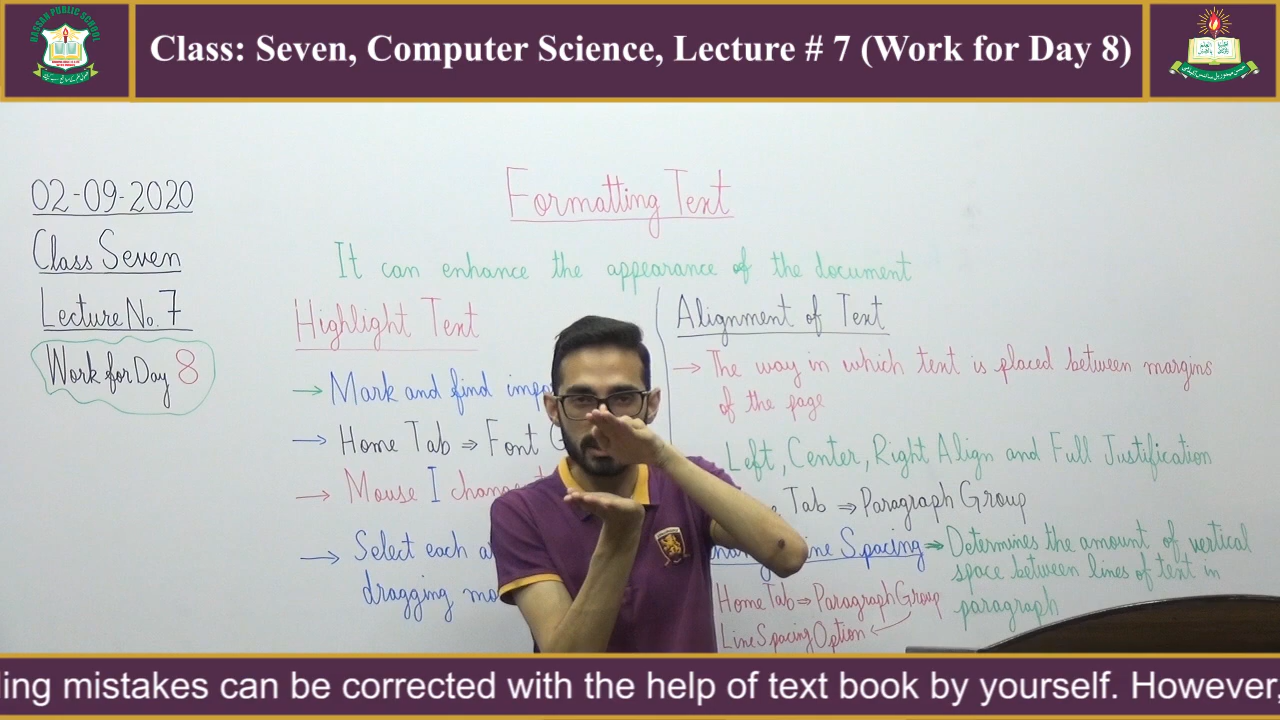 HASSAN PUBLIC SCHOOL
Class: Seven, Computer Science, Lecture # 7 (Work for Day 8)
02-09-2020
Class Seven
Lecture No. 7
Work for Day 8
Formatting Text
It can enhance the appearance of the document
Highlight Text
→ Mark and find
→ Home Tab ⇒ Font
→ Mouse I
→ Select each
dragging
Alignment of Text
→ The way in which text is placed between margins
of the page
Left, Center, Right Align and Full Justification
Tab ⇒ Paragraph Group
Spacing → Determines the amount of vertical
space between lines of text in
paragraph
Home Tab ⇒ Paragraph Group
Line Spacing Option
ling mistakes can be corrected with the help of text book by yourself. However,